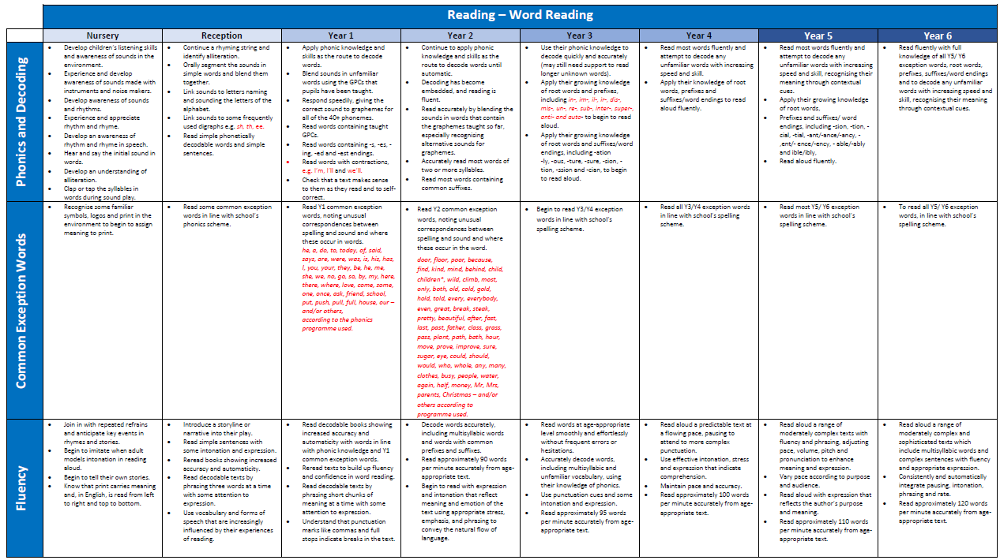 Reading – Word Reading
Nursery
Reception
Year 1
Year 2
Year 3
Year 4
Year 5
Year 6
Phonics and Decoding
• Develop children's listening skills
and awareness of sounds in the
environment.
• Experience and develop
awareness of sounds made with
instruments and noise makers.
• Develop awareness of sounds
and rhythms.
• Experience and appreciate
rhythm and rhyme.
• Develop an awareness of
rhythm and rhyme in speech.
• Hear and say the initial sound in
words.
• Develop an understanding of
alliteration.
• Clap or tap the syllables in
words during sound play.
• Continue a rhyming string and
identify alliteration.
• Orally segment the sounds in
simple words and blend them
together.
• Link sounds to letters naming
and sounding the letters of the
alphabet.
• Link sounds to some frequently
used digraphs e.g. sh, th, ee.
• Read simple phonetically
decodable words and simple
sentences.
• Apply phonic knowledge and
skills as the route to decode
words.
• Blend sounds in unfamiliar
words using the GPCs that
pupils have been taught.
• Respond speedily, giving the
correct sound to graphemes for
all of the 40+ phonemes.
• Read words containing taught
GPCs.
• Read words containing -s, -es, -
ing, -ed and -est endings.
• Read words with contractions,
e.g. I'm, I'll and we'll.
• Check that a text makes sense
to them as they read and to self-
correct.
• Continue to apply phonic
knowledge and skills as the
route to decode words until
automatic.
• Decoding has become
embedded, and reading is
fluent.
• Read accurately by blending the
sounds in words that contain
the graphemes taught so far,
especially recognising
alternative sounds for
graphemes.
• Accurately read most words of
two or more syllables.
• Read most words containing
common suffixes.
• Use their phonic knowledge to
decode quickly and accurately
(may still need support to read
longer unknown words).
• Apply their growing knowledge
of root words and prefixes,
including in-, im-, il-, ir-, dis-,
mis-, un-, re-, sub-, inter-, super-,
anti- and auto- to begin to read
aloud.
• Apply their growing knowledge
of root words and suffixes/word
endings, including -ation
-ly, -ous, -ture, -sure, -sion, -
tion, -ssion and -cian, to begin
to read aloud.
• Read most words fluently and
attempt to decode any
unfamiliar words with increasing
speed and skill.
• Apply their knowledge of root
words, prefixes and
suffixes/word endings to read
aloud fluently.
• Read most words fluently and
attempt to decode any
unfamiliar words with increasing
speed and skill, recognising their
meaning through contextual
cues.
• Apply their growing knowledge
of root words,
• Prefixes and suffixes/ word
endings, including -sion, -tion, -
cial, -tial, -ant/-ance/-ancy, -
,ent/- ence/-ency, - able/-ably
and ible/ibly,
• Read aloud fluently.
• Read fluently with full
knowledge of all Y5/ Y6
exception words, root words,
prefixes, suffixes/word endings
and to decode any unfamiliar
words with increasing speed and
skill, recognising their meaning
through contextual cues.
Common Exception Words
• Recognise some familiar
symbols, logos and print in the
environment to begin to assign
meaning to print.
• Read some common exception
words in line with school's
phonics scheme.
• Read Y1 common exception
words, noting unusual
correspondences between
spelling and sound and where
these occur in words.
he, a, do, to, today, of, said,
says, are, were, was, is, his, has,
I, you, your, they, be, he, me,
she, we, no, go, so, by, my, here,
there, where, love, come, some,
one, once, ask, friend, school,
put, push, pull, full, house, our –
and/or others,
according to the phonics
programme used.
• Read Y2 common exception
words, noting unusual
correspondences between
spelling and sound and where
these occur in the word.
door, floor, poor, because,
find, kind, mind, behind, child,
children*, wild, climb, most,
only, both, old, cold, gold,
hold, told, every, everybody,
even, great, break, steak,
pretty, beautiful, after, fast,
last, past, father, class, grass,
pass, plant, path, bath, hour,
move, prove, improve, sure,
sugar, eye, could, should,
would, who, whole, any, many,
clothes, busy, people, water,
again, half, money, Mr, Mrs,
parents, Christmas – and/or
others according to
programme used.
• Begin to read Y3/Y4 exception
words in line with school's
spelling scheme.
• Read all Y3/Y4 exception words
in line with school's spelling
scheme.
• Read most Y5/ Y6 exception
words in line with school's
spelling scheme.
• To read all Y5/ Y6 exception
words, in line with school's
spelling scheme.
Fluency
• Join in with repeated refrains
and anticipate key events in
rhymes and stories.
• Begin to imitate when adult
models intonation in reading
aloud.
• Begin to tell their own stories.
• Know that print carries meaning
and, in English, is read from left
to right and top to bottom.
• Introduce a storyline or
narrative into their play.
• Read simple sentences with
some intonation and expression.
• Reread books showing increased
accuracy and automaticity.
• Read decodable texts by
phrasing three words at a time
with some attention to
expression.
• Use vocabulary and forms of
speech that are increasingly
influenced by their experiences
of reading.
• Read decodable books showing
increased accuracy and
automaticity with words in line
with phonic knowledge and Y1
common exception words.
• Reread texts to build up fluency
and confidence in word reading.
• Read decodable texts by
phrasing short chunks of
meaning at a time with some
attention to expression.
• Understand that punctuation
marks like commas and full
stops indicate breaks in the text.
• Decode words accurately,
including multisyllabic words
and words with common
prefixes and suffixes.
• Read approximately 90 words
per minute accurately from age-
appropriate text.
• Begin to read with expression
and intonation that reflect
meaning and emotion of the
text using appropriate stress,
emphasis, and phrasing to
convey the natural flow of
language.
• Read words at age-appropriate
level smoothly and effortlessly
without frequent errors or
hesitations.
• Accurately decode words,
including multisyllabic and
unfamiliar vocabulary, using
their knowledge of phonics.
• Use punctuation cues and some
intonation and expression.
• Read approximately 95 words
per minute accurately from age-
appropriate text.
• Read aloud a predictable text at
a flowing pace, pausing to
attend to more complex
punctuation.
• Use effective intonation, stress
and expression that indicate
comprehension.
• Maintain pace and accuracy.
• Read approximately 100 words
per minute accurately from age-
appropriate text.
• Read aloud a range of
moderately complex texts with
fluency and phrasing, adjusting
pace, volume, pitch and
pronunciation to enhance
meaning and expression.
• Vary pace according to purpose
and audience.
• Read aloud with expression that
reflects the author's purpose
and meaning.
• Read approximately 110 words
per minute accurately from age-
appropriate text.
• Read aloud a range of
moderately complex and
sophisticated texts which
include multisyllabic words and
complex sentences with fluency
and appropriate expression.
• Consistently and automatically
integrate pausing, intonation,
phrasing and rate.
• Read approximately 120 words
per minute accurately from age-
appropriate text.